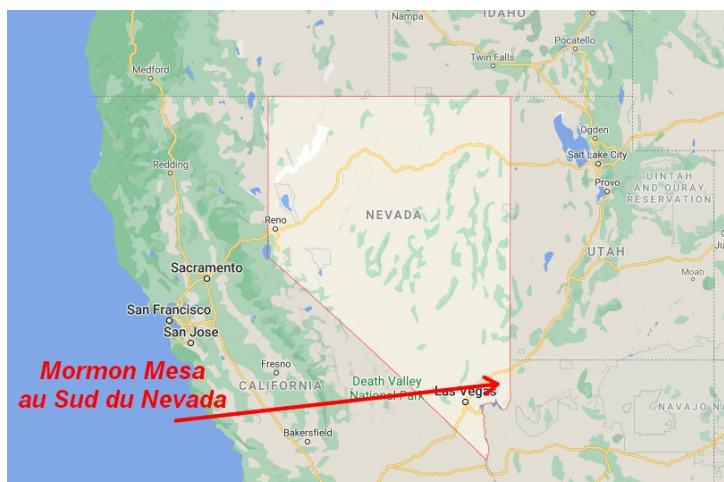 Nampa
IDAHO
Pocatello
Twin Falls
Medford
Ogden
Redding
Salt Lake City
UINTAH
AND OURAY
RESERVATION
Provo
Reno
NEVADA
UTAH
Sacramento
Moab
San Francisco
San Jose
Mormon Mesa
au Sud du Nevada
Fresno
CALIFORNIA
Death Valley
National Park
Las Vegas
NAVAJO N
Bakersfield